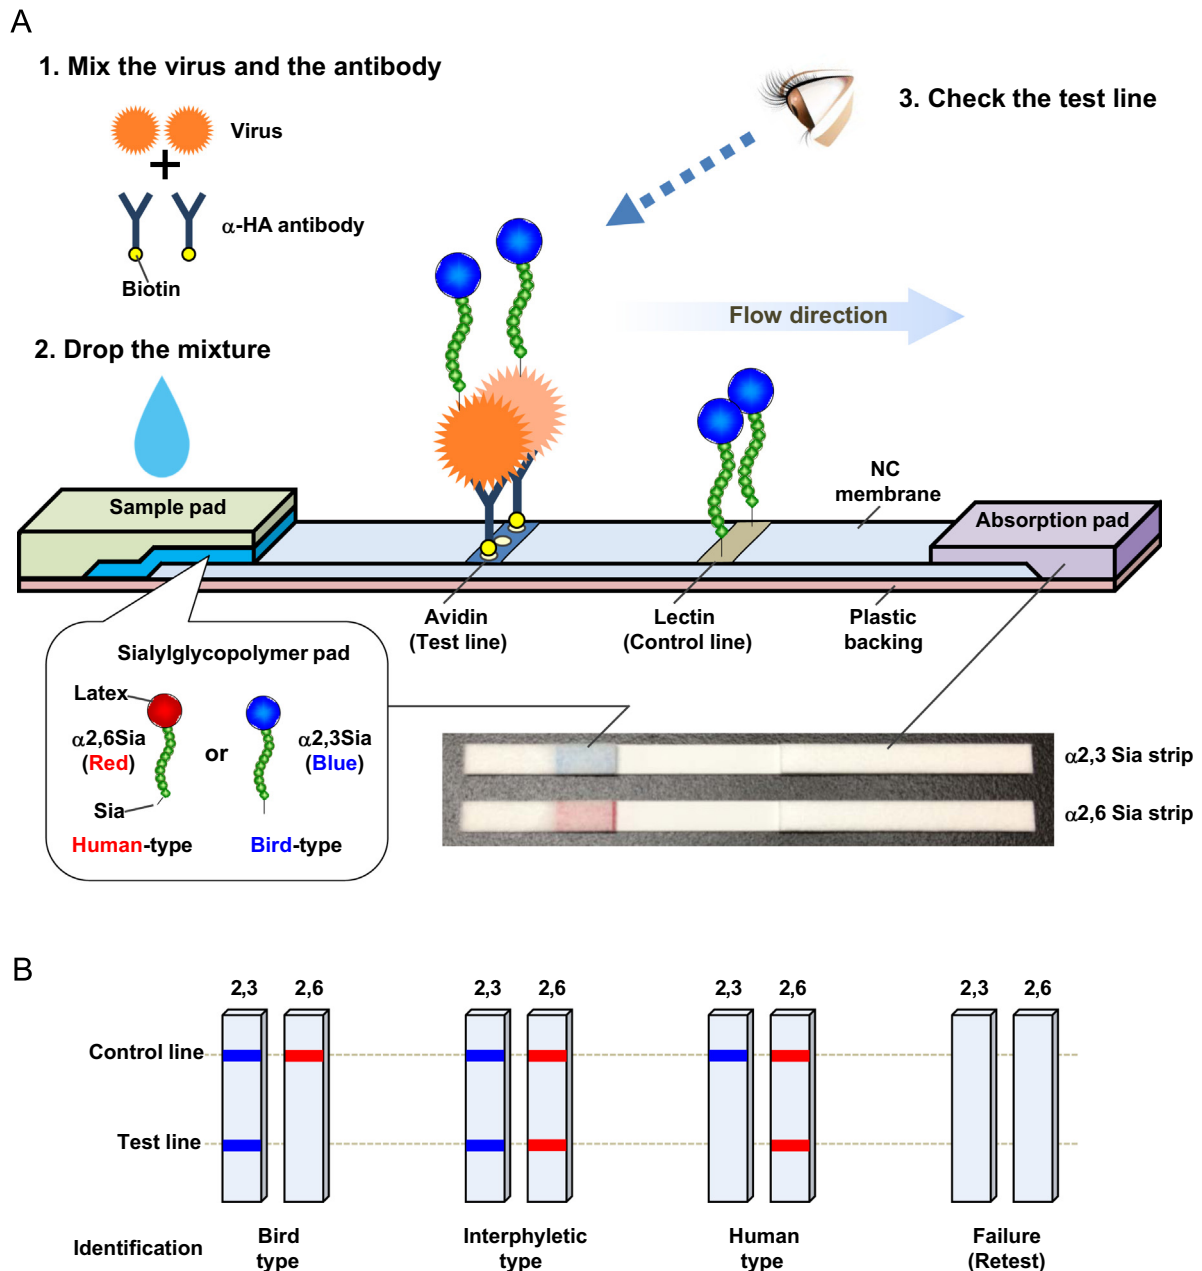 A
1. Mix the virus and the antibody
Virus
α-HA antibody
Biotin
3. Check the test line
Flow direction
2. Drop the mixture
Sample pad
NC
membrane
Absorption pad
Avidin
(Test line)
Lectin
(Control line)
Plastic
backing
Sialylglycopolymer pad
Latex
α2,6Sia
(Red)
or
α2,3Sia
(Blue)
Sia
Human-type
Bird-type
α2,3 Sia strip
α2,6 Sia strip
B
2,3 2,6 2,3 2,6 2,3 2,6 2,3 2,6
Control line
Test line
Identification
Bird
type
Interphyletic
type
Human
type
Failure
(Retest)